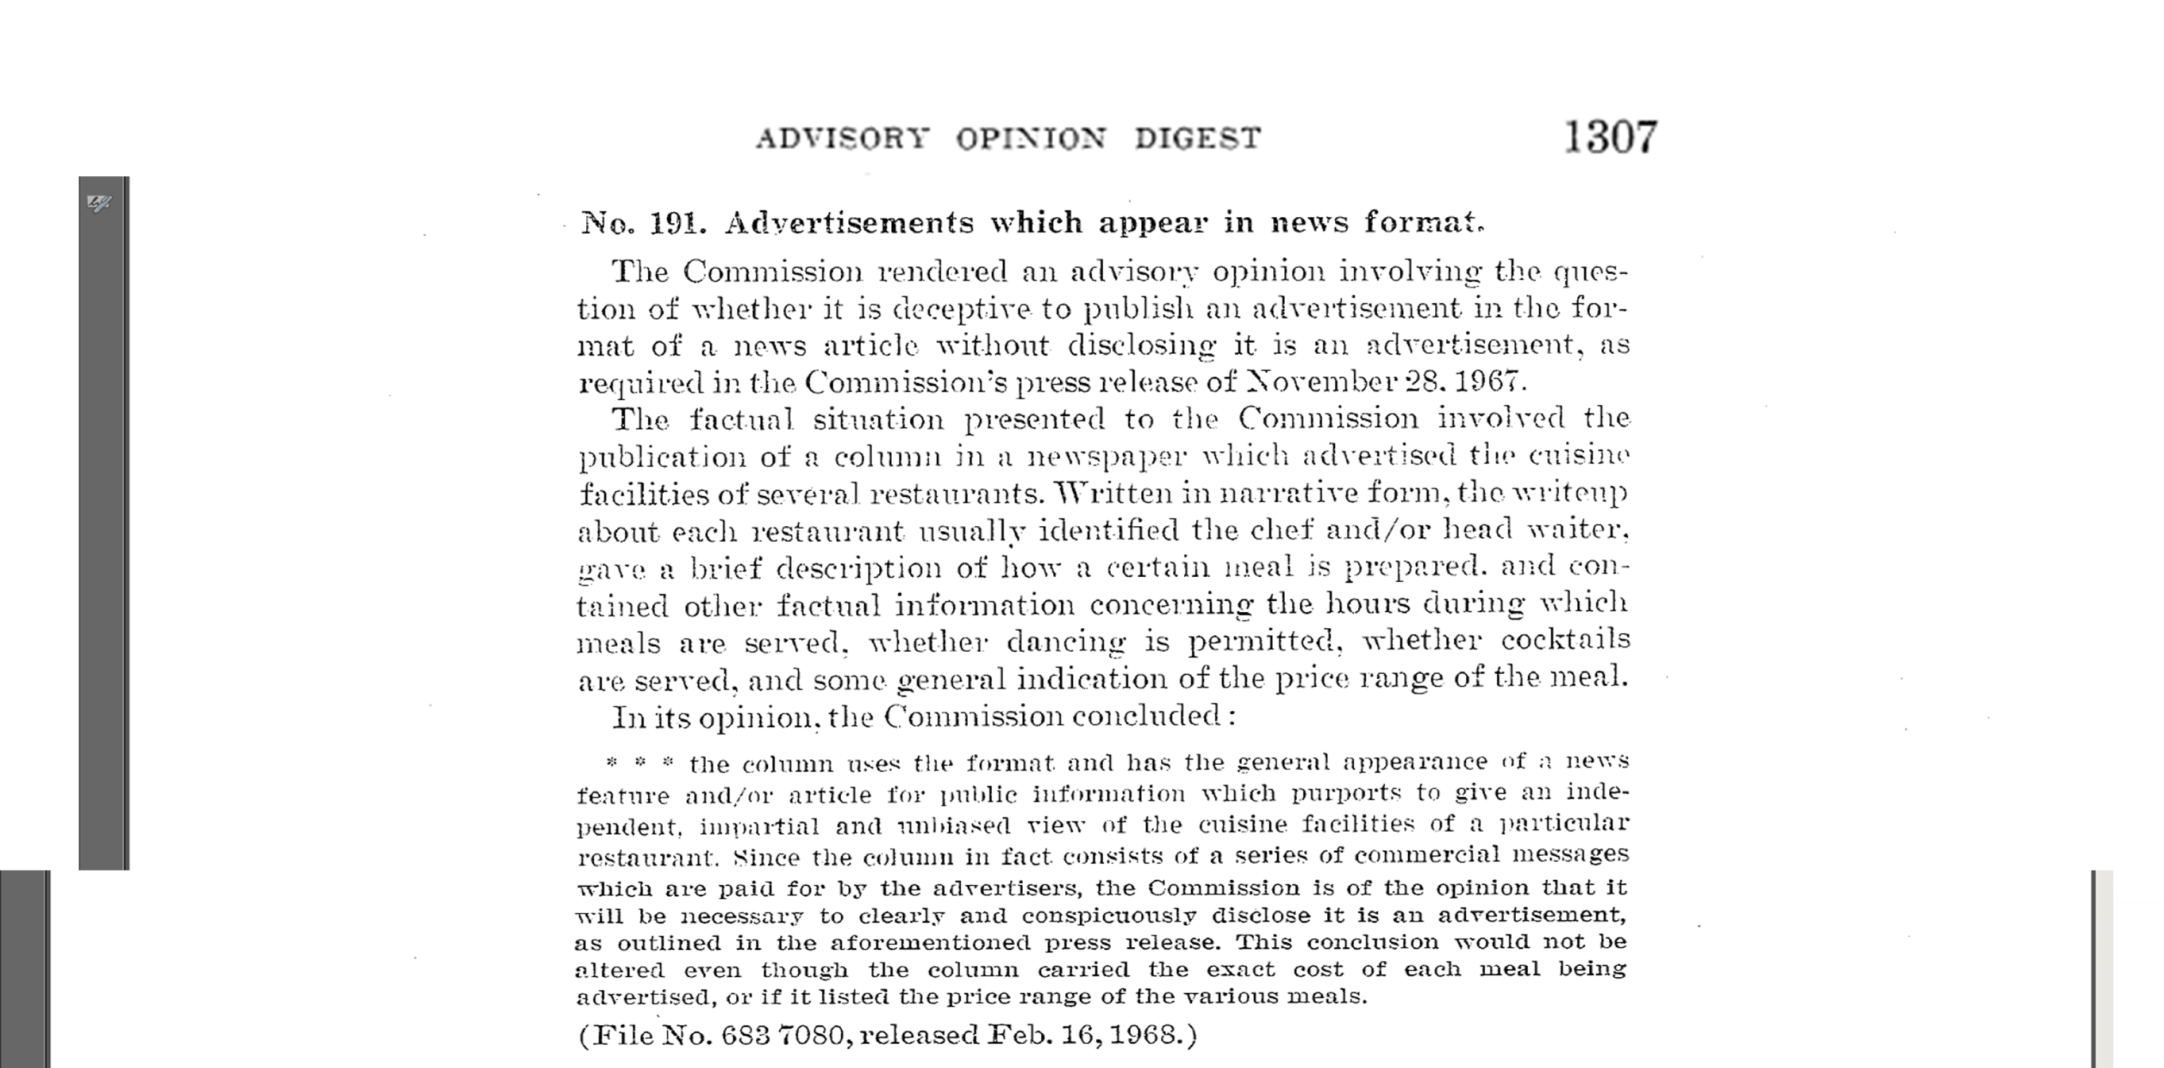 ADVISORY OPINION DIGEST 1307
No. 191. Advertisements which appear in news format.
The Commission rendered an advisory opinion involving the ques-
tion of whether it is deceptive to publish an advertisement in the for-
mat of a news article without disclosing it is an advertisement, as
required in the Commission's press release of November 28. 1967.
The factual situation presented to the Commission involved the
publication of a column in a newspaper which advertised the cuisine
facilities of several restaurants. Written in narrative form, the writeup
about each restaurant usually identified the chef and/or head waiter,
gave a brief description of how a certain meal is prepared. and con-
tained other factual information concerning the hours during which
meals are served, whether dancing is permitted, whether cocktails
are served, and some general indication of the price range of the meal.
In its opinion, the Commission concluded:
* * * the column uses the format and has the general appearance of a news
feature and/or article for public information which purports to give an inde-
pendent, impartial and unbiased view of the cuisine facilities of a particular
restaurant. Since the column in fact consists of a series of commercial messages
which are paid for by the advertisers, the Commission is of the opinion that it
will be necessary to clearly and conspicuously disclose it is an advertisement,
as outlined in the aforementioned press release. This conclusion would not be
altered even though the column carried the exact cost of each meal being
advertised, or if it listed the price range of the various meals.
(File No. 683 7080, released Feb. 16, 1968.)